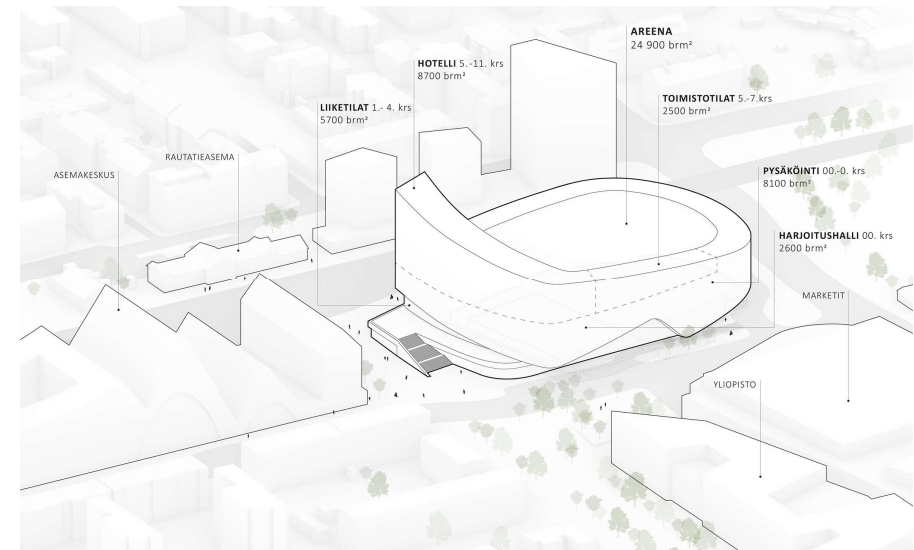 AREENA
24 900 brm²
HOTELLI 5.-11. krs
8700 brm²
TOIMISTOTILAT 5.-7.krs
2500 brm²
LIIKETILAT 1.- 4. krs
5700 brm²
RAUTATIEASEMA
ASEMAKESKUS
PYSÄKÖINTI 00.-0. krs
8100 brm²
HARJOITUSHALLI 00. krs
2600 brm²
MARKETIT
YLIOPISTO